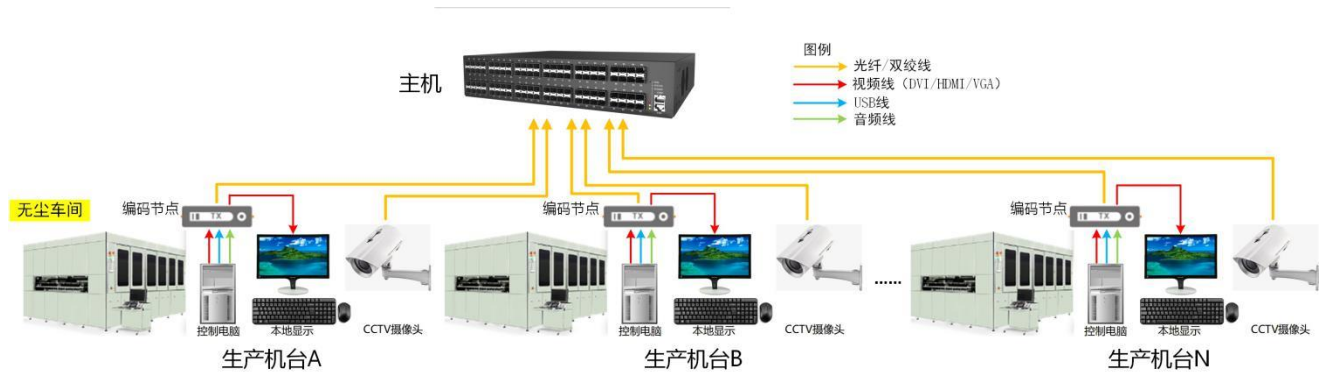 图例
光纤/双绞线
视频线（DVI/HDMI/VGA）
USB线
音频线
主机
无尘车间
编码节点
TX
编码节点
TX
编码节点
TX
......
控制电脑
本地显示
CCTV摄像头
控制电脑
本地显示
CCTV摄像头
控制电脑
本地显示
CCTV摄像头
生产机台A
生产机台B
生产机台N